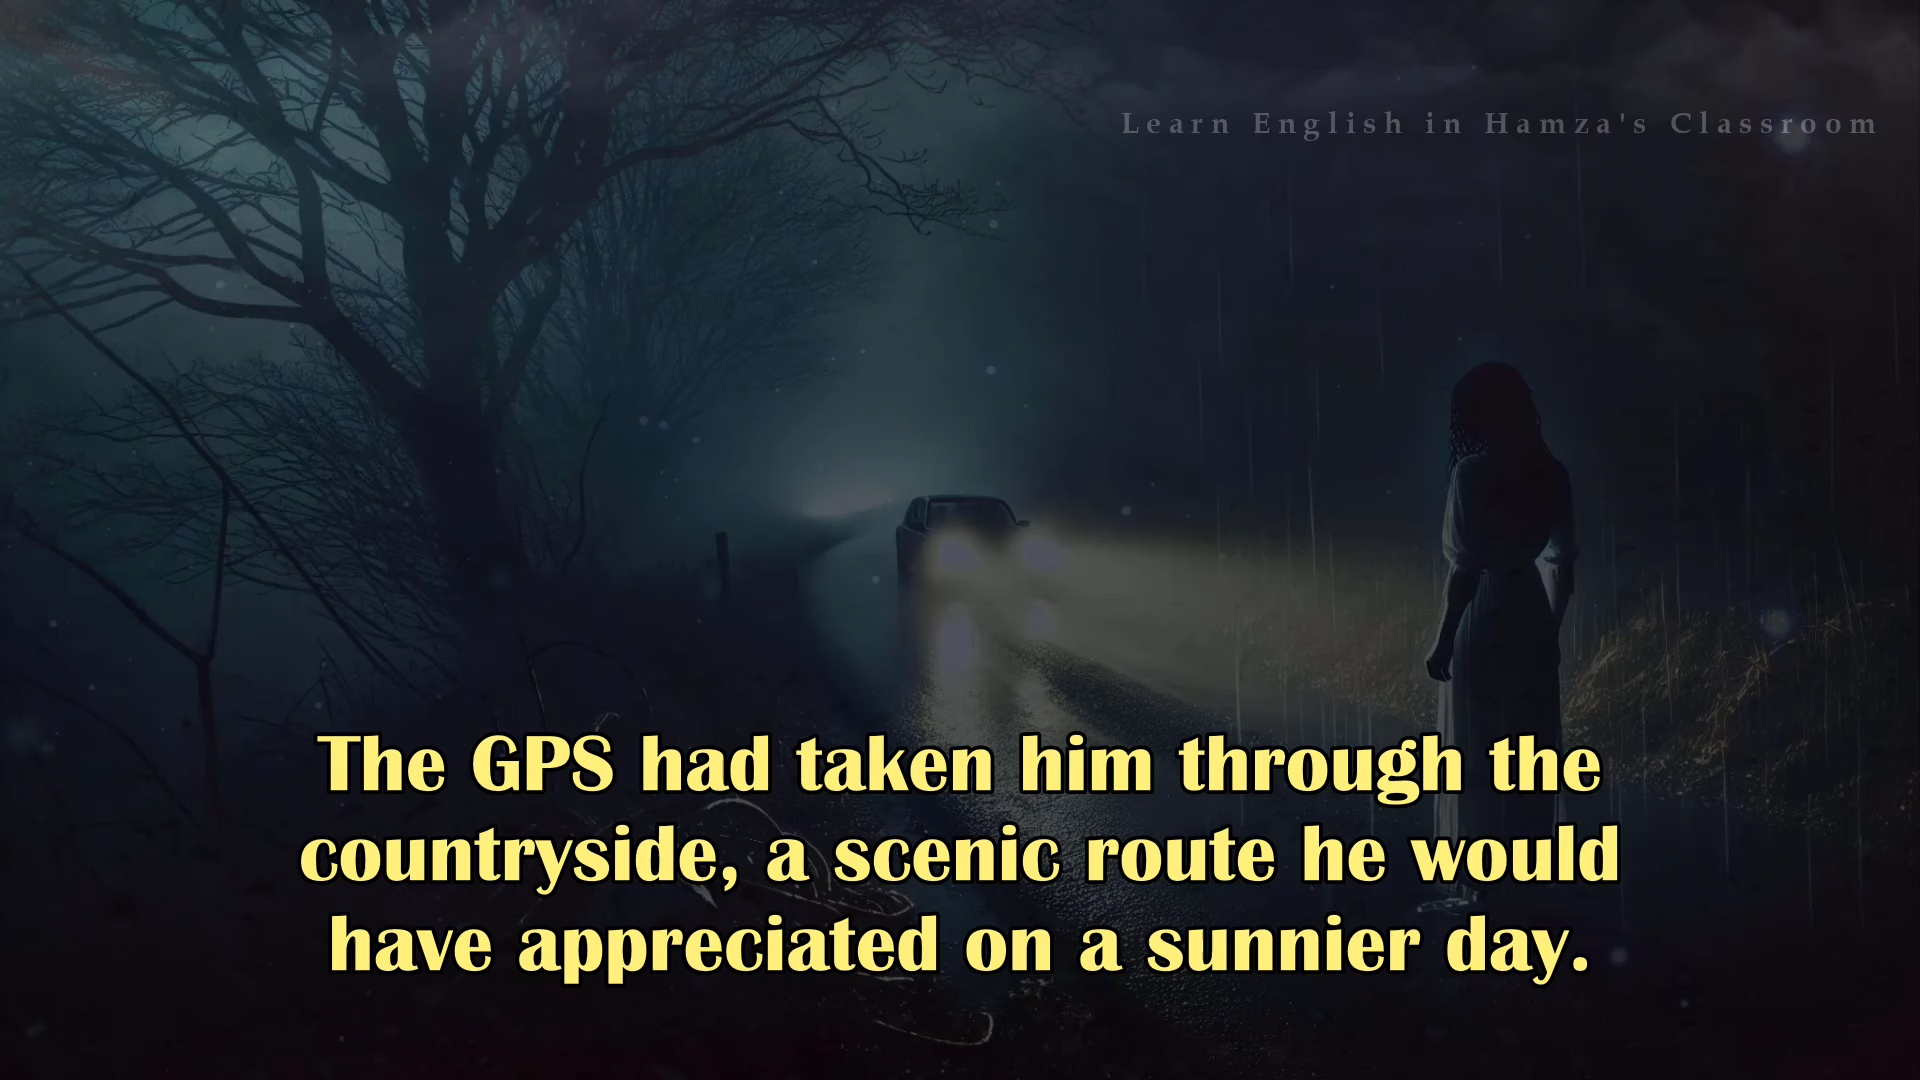 Learn English in Hamza's Classroom
The GPS had taken him through the
countryside, a scenic route he would
have appreciated on a sunnier day.